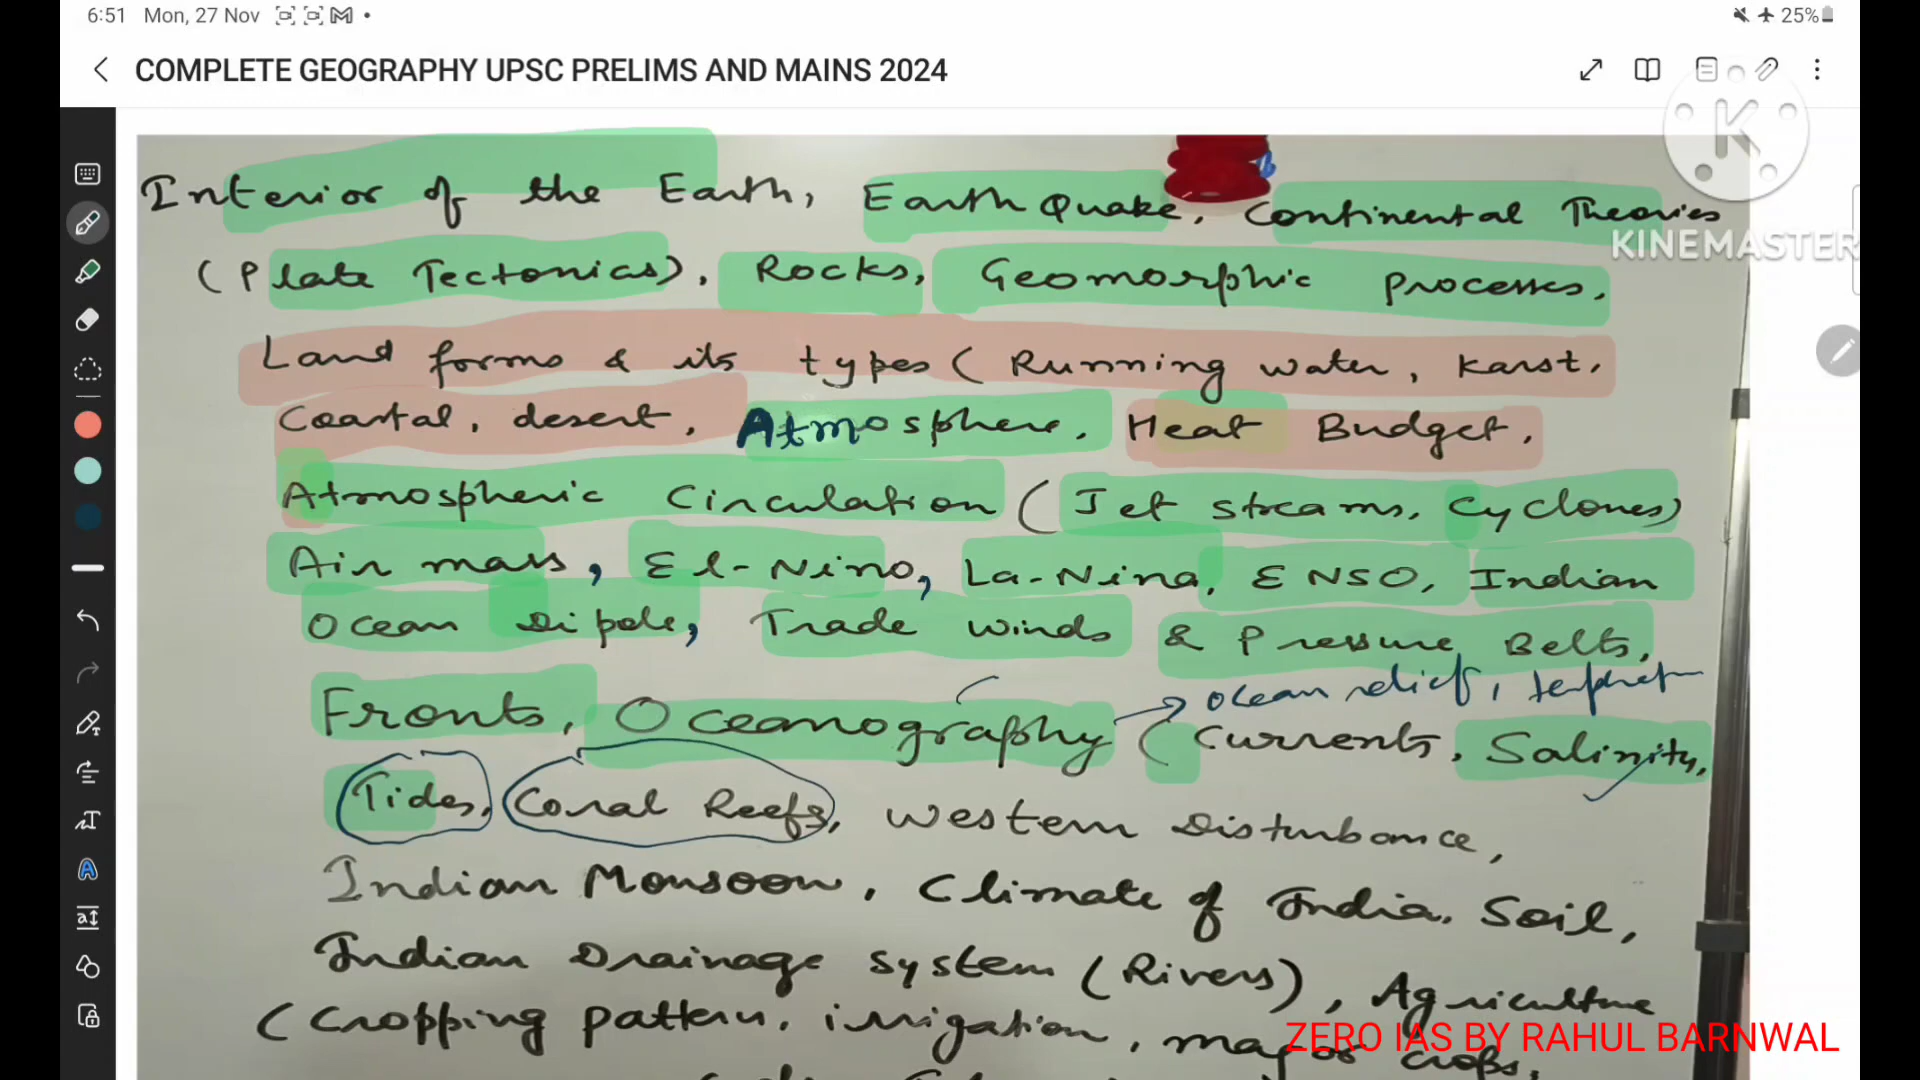 6:51 Mon, 27 Nov
25%
COMPLETE GEOGRAPHY UPSC PRELIMS AND MAINS 2024
K
KINEMASTER
Interior of the Earth, EarthQuake, Continental Theories
(Plate Tectonics), Rocks, Geomorphic Processes,
Land forms & its types (Running water, Karst,
Coastal, desert, Atmosphere, Heat Budget,
Atmospheric Circulation (Jet streams, Cyclones)
Air mass, El-Nino, La-Nina, ENSO, Indian
Ocean Dipole, Trade winds & Pressure Belts,
Ocean relief,
Fronts, Oceanography (Currents, Salinity,
Tides, Coral Reefs, Western Disturbance,
Indian Monsoon, Climate of India, Soil,
Indian Drainage System (Rivers), Agriculture
(Cropping pattern, irrigation, major crops,
ZERO IAS BY RAHUL BARNWAL